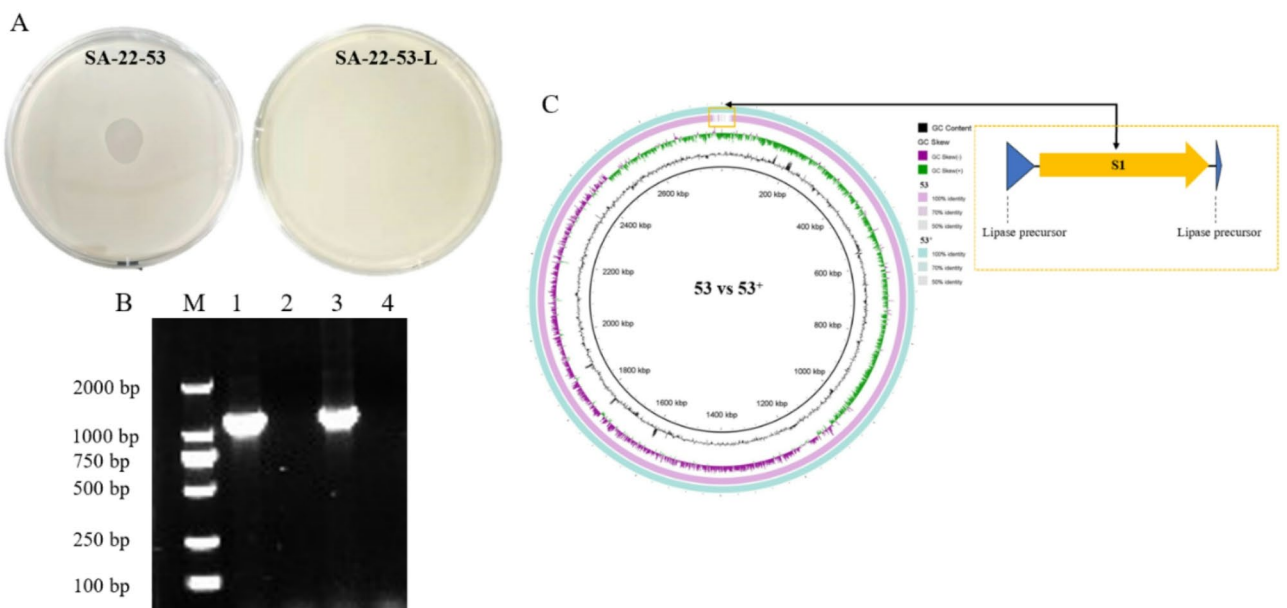 A
SA-22-53
SA-22-53-L
B
M 1 2 3 4
2000 bp
1000 bp
750 bp
500 bp
250 bp
100 bp
C
200 kbp
400 kbp
600 kbp
800 kbp
1000 kbp
1200 kbp
1400 kbp
1600 kbp
1800 kbp
2000 kbp
2200 kbp
2400 kbp
2600 kbp
53 vs 53⁺
GC Content
GC Skew
GC Skew(-)
GC Skew(+)
53
100% identity
70% identity
50% identity
53⁺
100% identity
70% identity
50% identity
S1
Lipase precursor
Lipase precursor